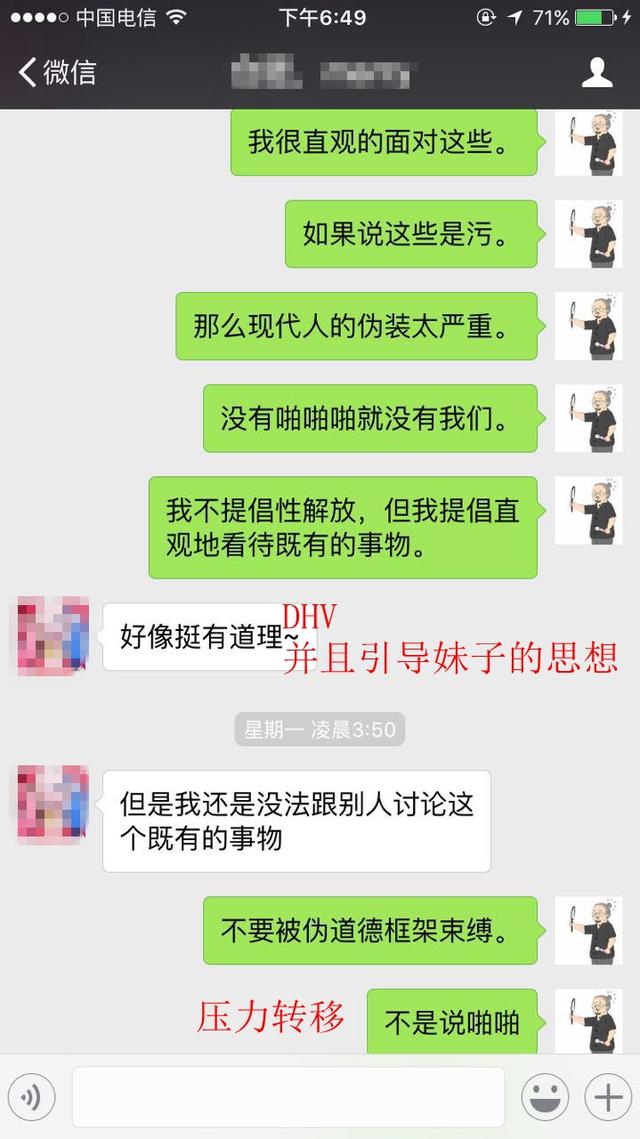 中国电信 下午6:49 71%
微信
我很直观的面对这些。
如果说这些是污。
那么现代人的伪装太严重。
没有啪啪啪就没有我们。
我不提倡性解放，但我提倡直
观地看待既有的事物。
好像挺有道理~
DHV
并且引导妹子的思想
星期一 凌晨3:50
但是我还是没法跟别人讨论这
个既有的事物
不要被伪道德框架束缚。
压力转移
不是说啪啪